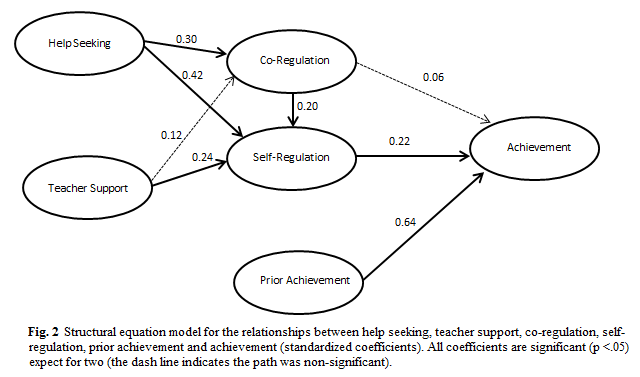 Help Seeking
0.30
Co-Regulation
0.42
0.06
0.20
0.12
0.22
Achievement
0.24
Self-Regulation
Teacher Support
0.64
Prior Achievement
Fig. 2 Structural equation model for the relationships between help seeking, teacher support, co-regulation, self-
regulation, prior achievement and achievement (standardized coefficients). All coefficients are significant (p <.05)
expect for two (the dash line indicates the path was non-significant).